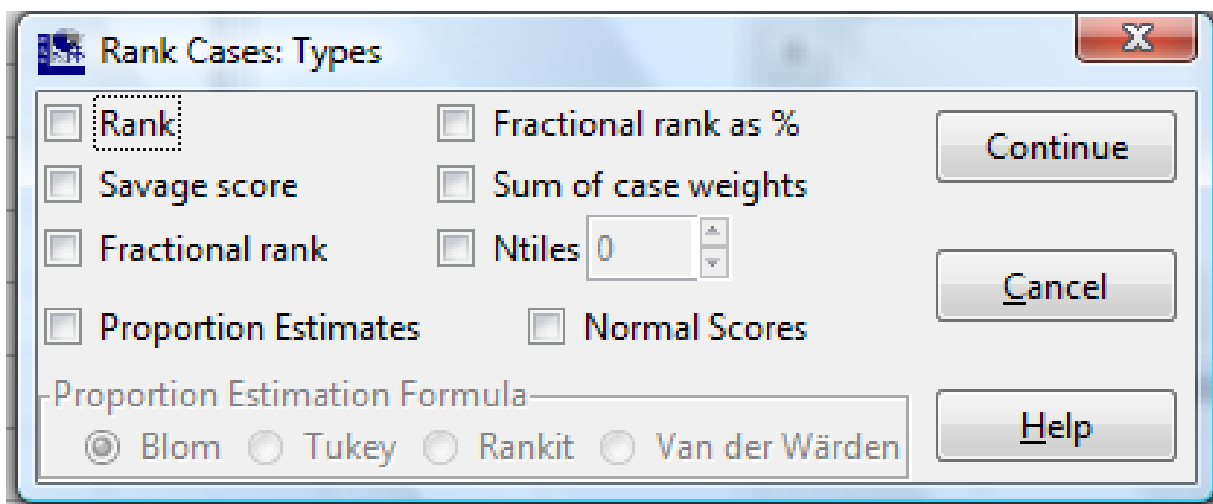 Rank Cases: Types
Rank
Fractional rank as %
Continue
Savage score
Sum of case weights
Fractional rank
Ntiles 0
Cancel
Proportion Estimates
Normal Scores
Proportion Estimation Formula
Blom Tukey Rankit Van der Wärden
Help